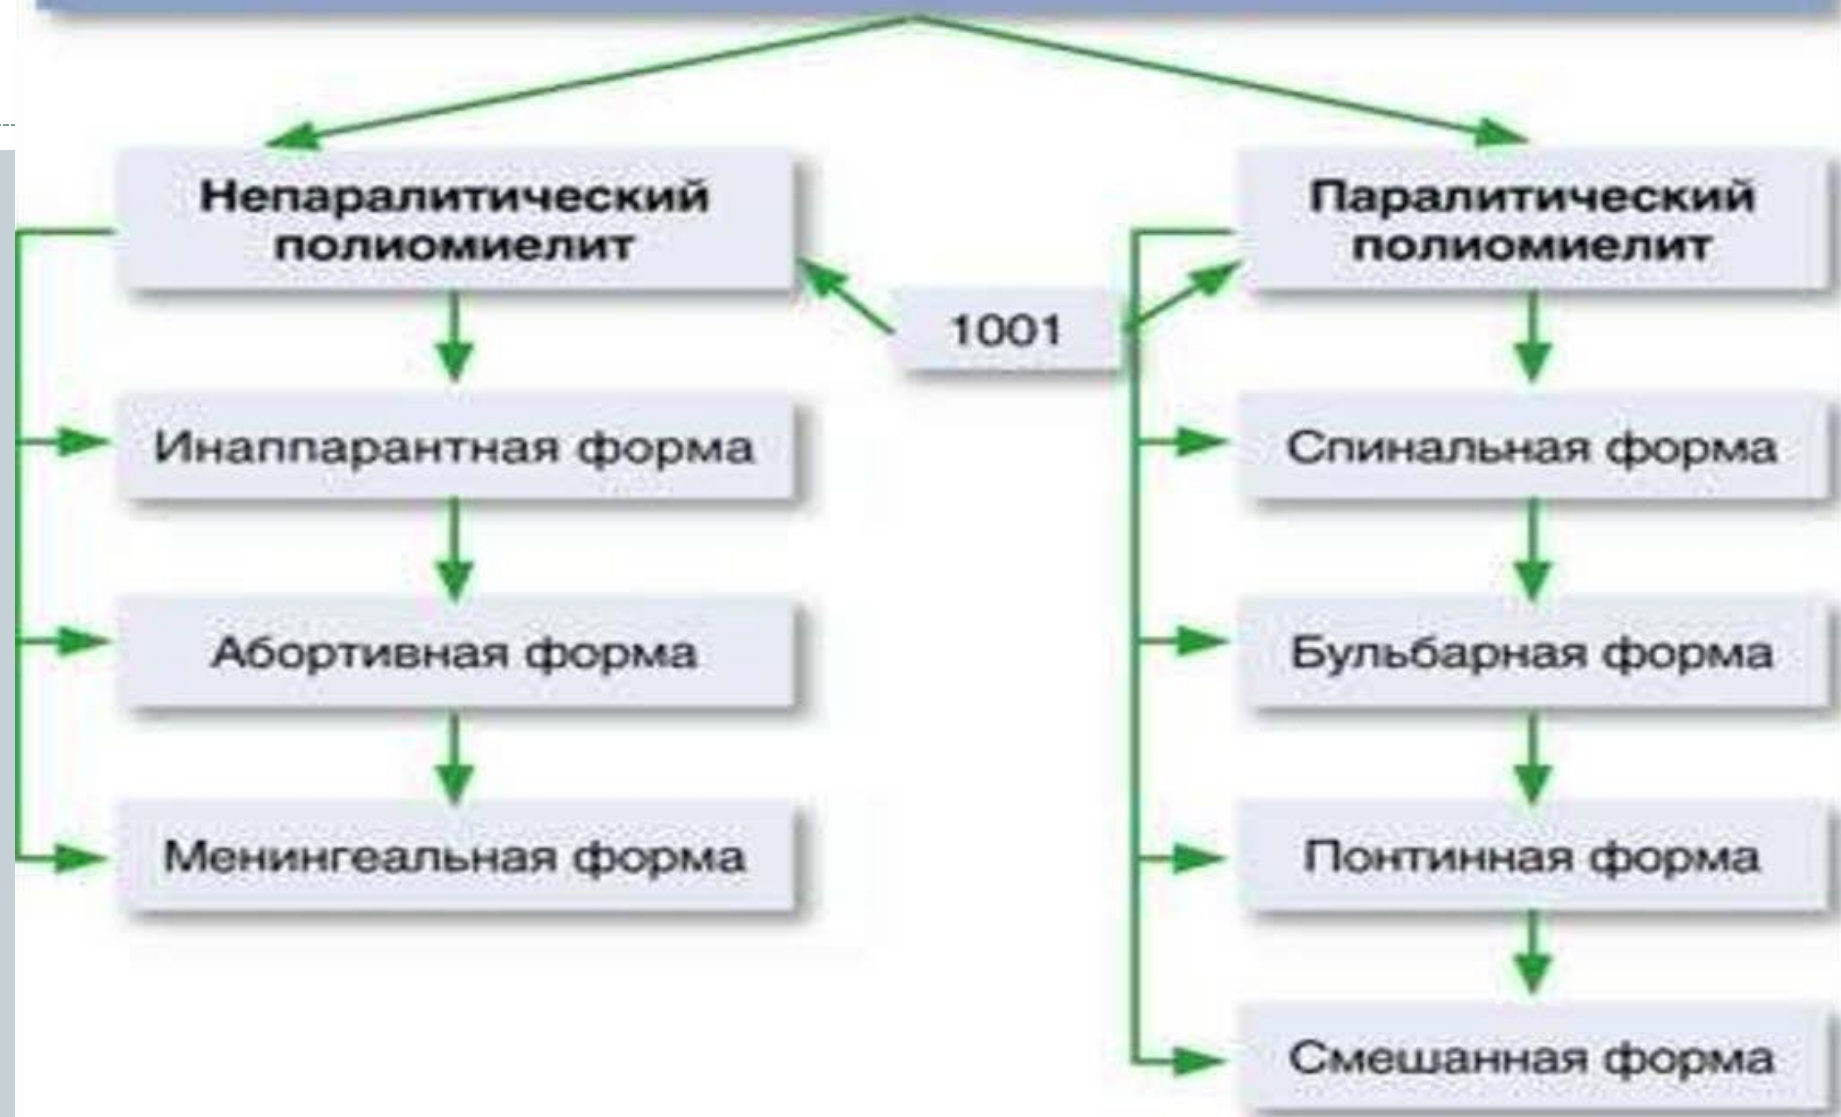 Непаралитический
полиомиелит
Паралитический
полиомиелит
1001
Инаппарантная форма
Спинальная форма
Абортивная форма
Бульбарная форма
Менингеальная форма
Понтинная форма
Смешанная форма